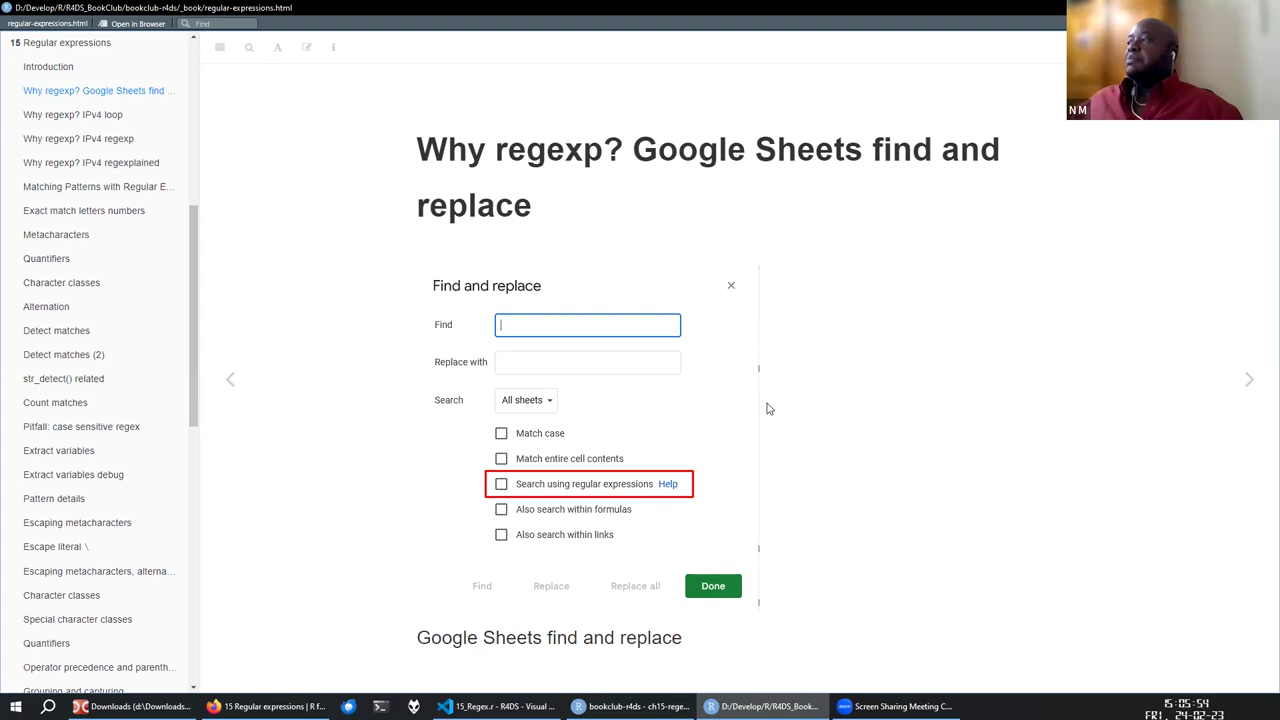 D:/Develop/R/R4DS_BookClub/bookclub-r4ds/_book/regular-expressions.html
regular-expressions.html
Open in Browser
Find
15 Regular expressions
Introduction
Why regexp? Google Sheets find ...
Why regexp? IPv4 loop
Why regexp? IPv4 regexp
Why regexp? IPv4 regexplained
Matching Patterns with Regular E...
Exact match letters numbers
Metacharacters
Quantifiers
Character classes
Alternation
Detect matches
Detect matches (2)
str_detect() related
Count matches
Pitfall: case sensitive regex
Extract variables
Extract variables debug
Pattern details
Escaping metacharacters
Escape literal \
Escaping metacharacters, alterna...
Character classes
Special character classes
Quantifiers
Operator precedence and parenth...
Grouping and capturing
Why regexp? Google Sheets find and
replace
Find and replace
Find
Replace with
Search All sheets
Match case
Match entire cell contents
Search using regular expressions Help
Also search within formulas
Also search within links
Find Replace Replace all Done
Google Sheets find and replace
N M
Downloads (d:\Downloads...
15 Regular expressions | R f...
15_Regex.r - R4DS - Visual ...
bookclub-r4ds - ch15-rege...
D:/Develop/R/R4DS_Book...
Screen Sharing Meeting C...
15:05:54
FRI, 24-02-23